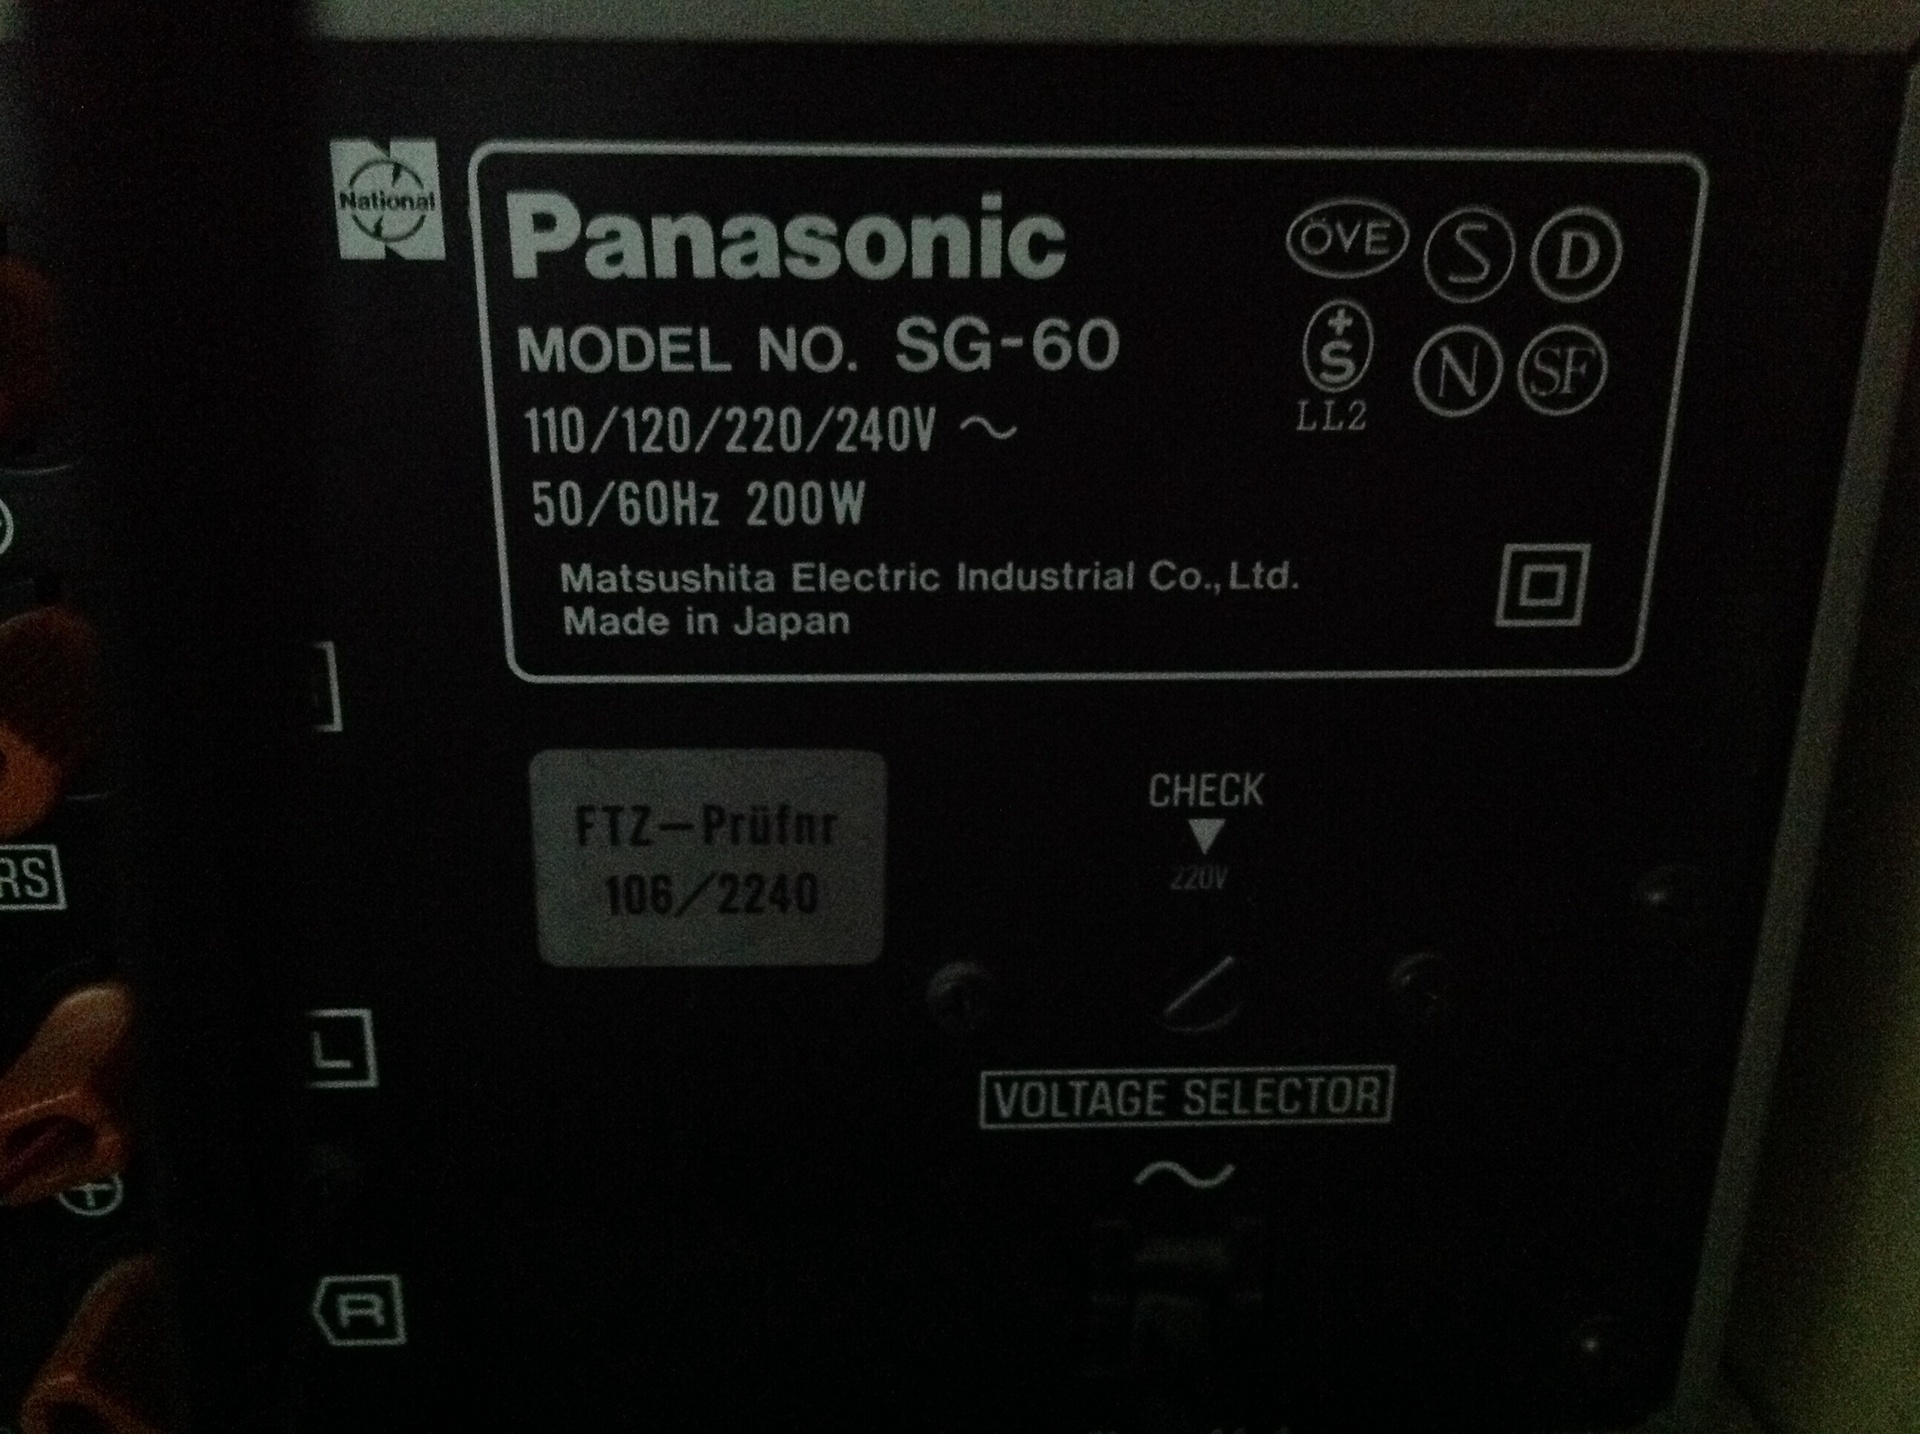 National
Panasonic
MODEL NO. SG-60
110/120/220/240V ~
50/60Hz 200W
Matsushita Electric Industrial Co., Ltd.
Made in Japan
ÖVE S D
+S N SF
LL2
FTZ-Prüfnr
106/2240
CHECK
220V
VOLTAGE SELECTOR
~
RS
L
R